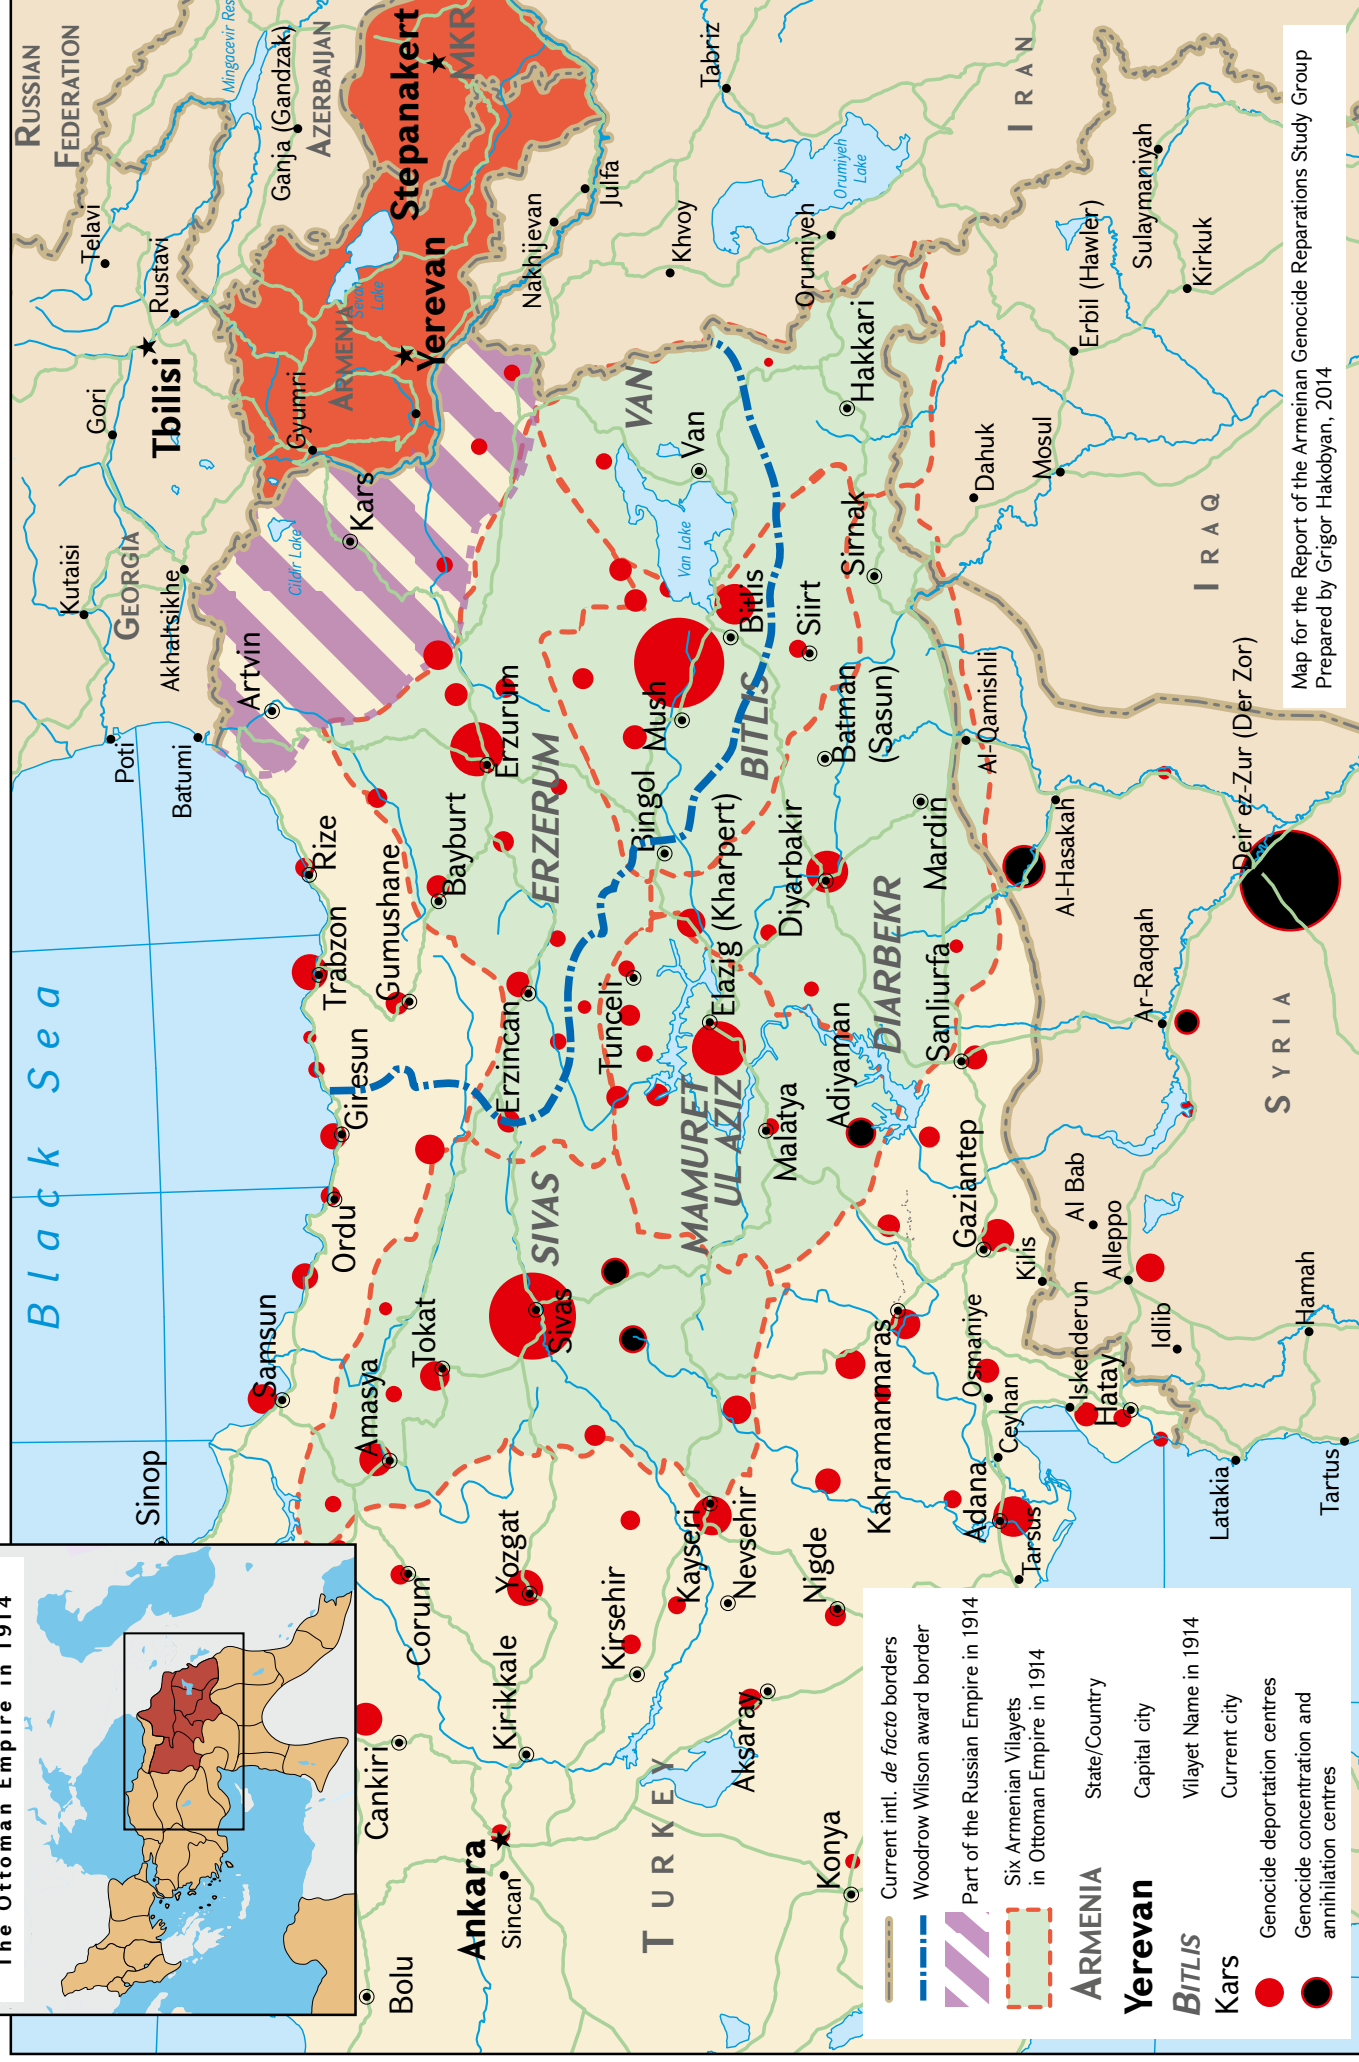 The Ottoman Empire in 1914
RUSSIAN
FEDERATION
Black Sea
Sinop
Samsun
Ordu
Giresun
Trabzon
Rize
Batumi
Poti
Kutaisi
GEORGIA
Akhaltsikhe
Gori
Tbilisi
Rustavi
Telavi
Mingacevir Res
Ganja (Gandzak)
AZERBAIJAN
Stepanakert
MKR
ARMENIA
Sevan
Lake
Gyumri
Yerevan
Nakhijevan
Julfa
Artvin
Cildir Lake
Kars
Bolu
Cankiri
Corum
Amasya
Tokat
Gumushane
Bayburt
Erzurum
ERZERUM
Ankara
Sincan
Kirikkale
Yozgat
Sivas
SIVAS
Erzincan
Tunceli
Bingol
Mush
BITLIS
Bitlis
Van Lake
Van
VAN
Khvoy
Tabriz
Orumiyeh
Lake
Orumiyeh
IRAN
TURKEY
Kirsehir
Kayseri
Nevsehir
Aksaray
Nigde
Konya
MAMURET
UL AZIZ
Malatya
Elazig (Kharpert)
Adiyaman
Diyarbakir
DIARBEKR
Batman
(Sasun)
Siirt
Sirnak
Hakkari
Mardin
Sanliurfa
Kahramanmaras
Gaziantep
Kilis
Osmaniye
Ceyhan
Adana
Tarsus
Iskenderun
Hatay
Al Bab
Alleppo
Idlib
Hamah
Latakia
Tartus
SYRIA
Ar-Raqqah
Al-Hasakah
Al-Qamishli
Deir ez-Zur (Der Zor)
IRAQ
Dahuk
Mosul
Erbil (Hawler)
Sulaymaniyah
Kirkuk
Current intl. de facto borders
Woodrow Wilson award border
Part of the Russian Empire in 1914
Six Armenian Vilayets
in Ottoman Empire in 1914
ARMENIA State/Country
Yerevan Capital city
BITLIS Vilayet Name in 1914
Kars Current city
Genocide deportation centres
Genocide concentration and
annihilation centres
Map for the Report of the Armeinan Genocide Reparations Study Group
Prepared by Grigor Hakobyan, 2014